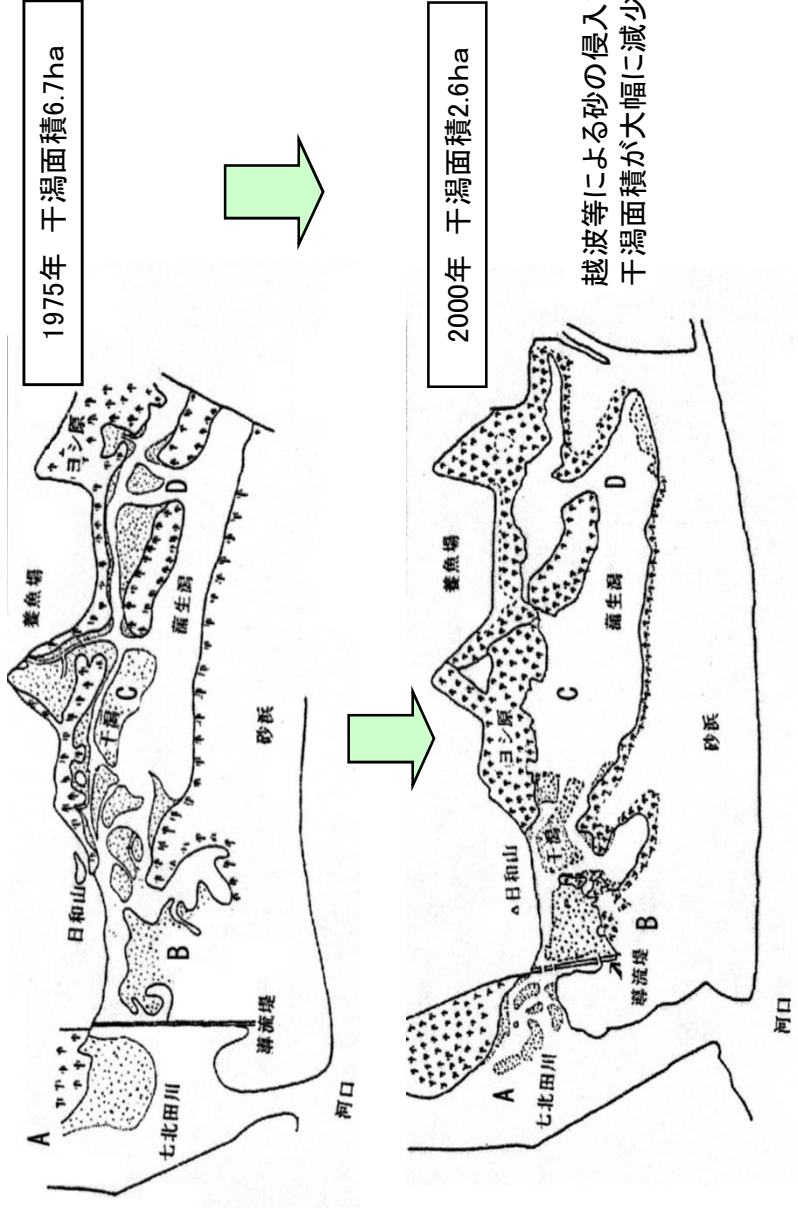 1975年 干潟面積6.7ha
養魚場
ヨシ原
日和山
干潟
蒲生潟
砂浜
七北田川
導流堤
河口
A
B
C
D
2000年 干潟面積2.6ha
養魚場
ヨシ原
日和山
干潟
蒲生潟
砂浜
七北田川
導流堤
河口
A
B
C
D
越波等による砂の侵入
干潟面積が大幅に減少